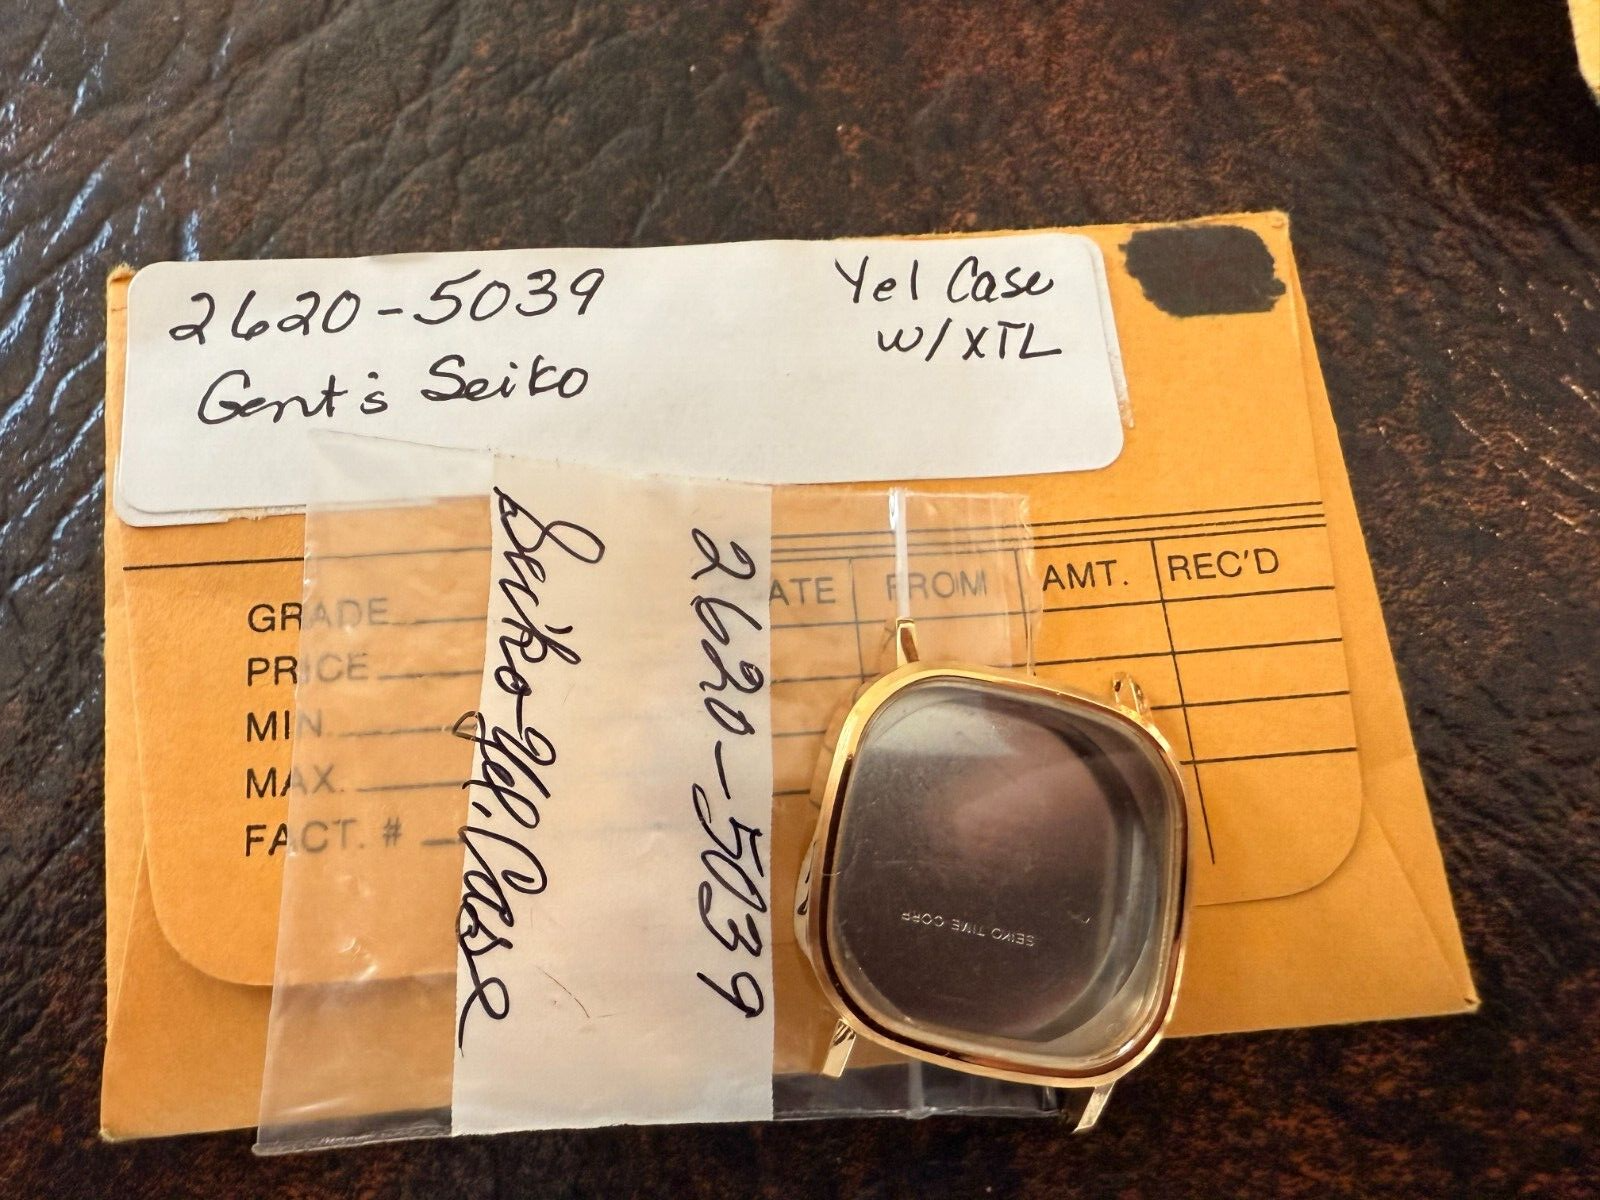 2620-5039
Gent's Seiko
Yel Case
w/XTL
Seiko-Yel. Case
2620-5039
GRADE
PRICE
MIN.
MAX.
FACT. #
ATE FROM AMT. REC'D
SEIKO TIME CORP